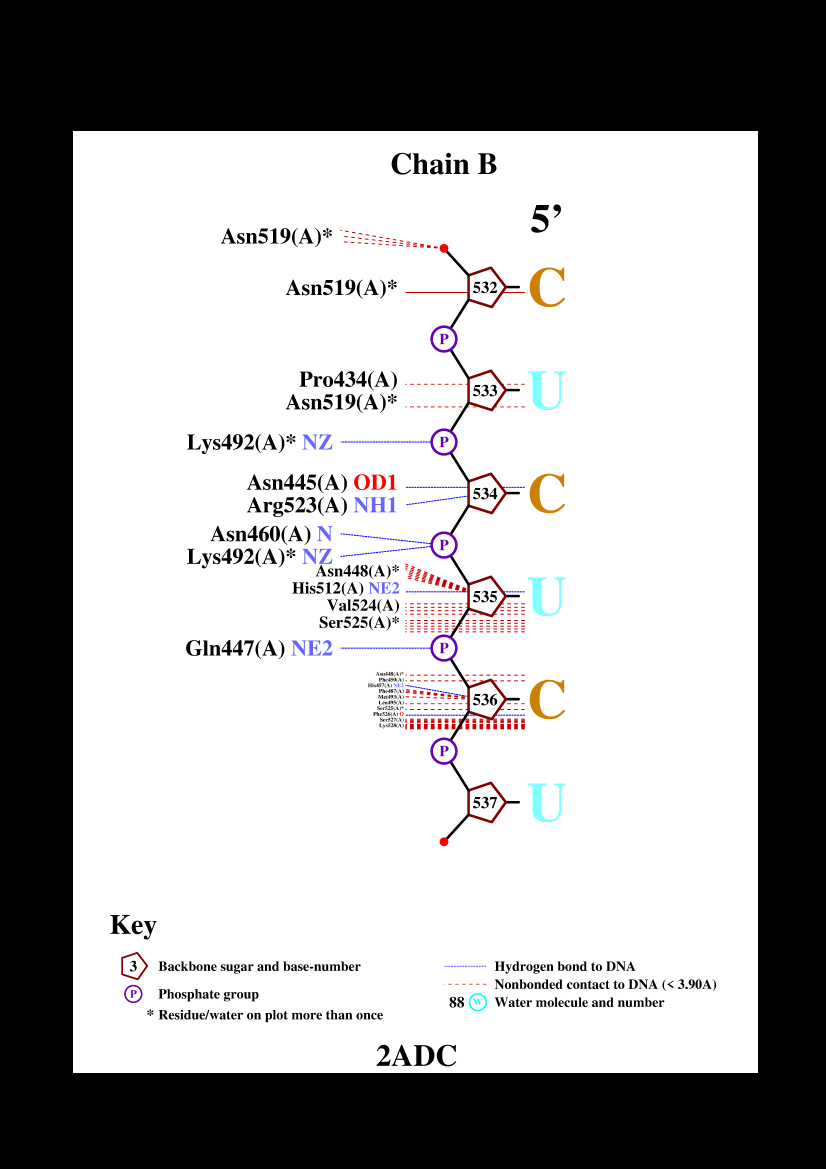 Chain B
5’
Asn519(A)*
Asn519(A)* 532 C
P
Pro434(A)
533 U
Asn519(A)*
Lys492(A)* NZ P
Asn445(A) OD1
534 C
Arg523(A) NH1
Asn460(A) N
P
Lys492(A)* NZ
Asn448(A)*
His512(A) NE2
535 U
Val524(A)
Ser525(A)*
Gln447(A) NE2 P
Asn448(A)*
Phe450(A)
His457(A) NE2
Phe487(A)
Met493(A)
536 C
Leu495(A)
Ser525(A)*
Phe526(A) O
Ser527(A)
Lys528(A)
P
537 U
Key
3 Backbone sugar and base-number
P Phosphate group
* Residue/water on plot more than once
Hydrogen bond to DNA
Nonbonded contact to DNA (< 3.90A)
88 W Water molecule and number
2ADC